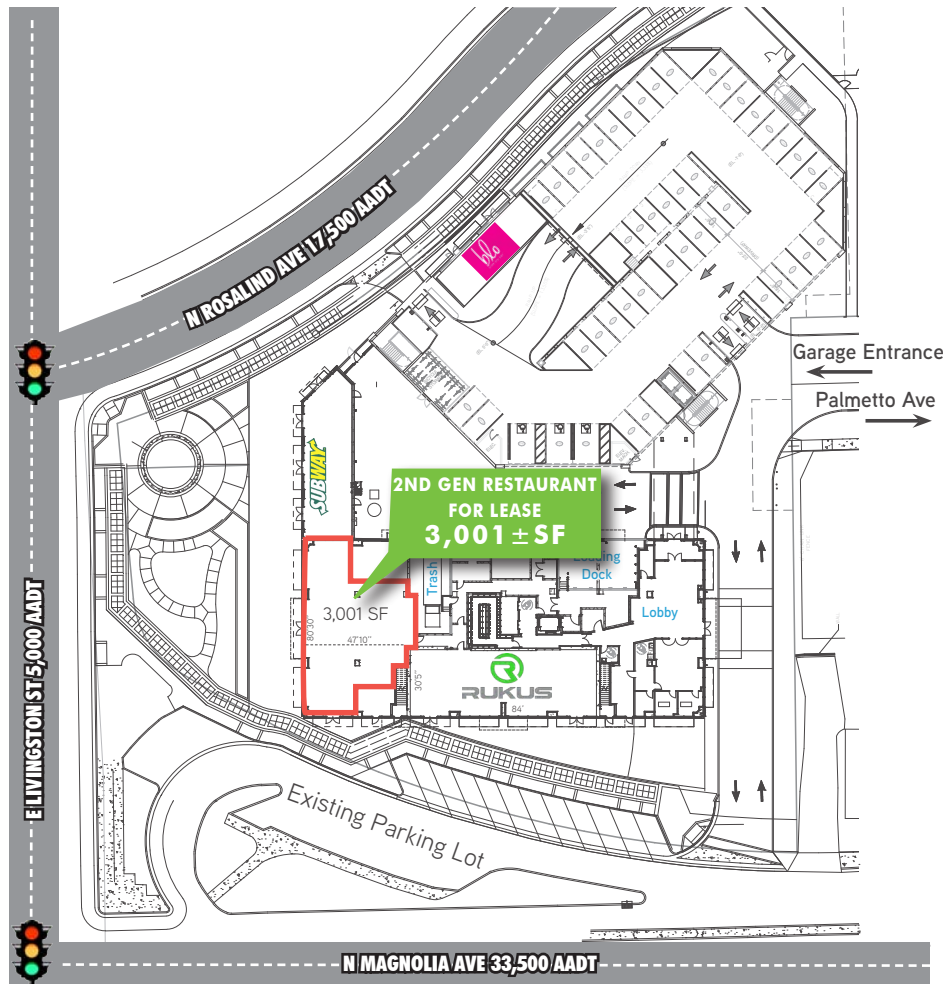 N ROSALIND AVE 17,500 AADT
blo
Garage Entrance
Palmetto Ave
SUBWAY
2ND GEN RESTAURANT
FOR LEASE
3,001 ± SF
Trash
Loading
Dock
Lobby
3,001 SF
80'30"
47'10"
30'5"
RUKUS
84'
E LIVINGSTON ST 5,000 AADT
Existing Parking Lot
N MAGNOLIA AVE 33,500 AADT